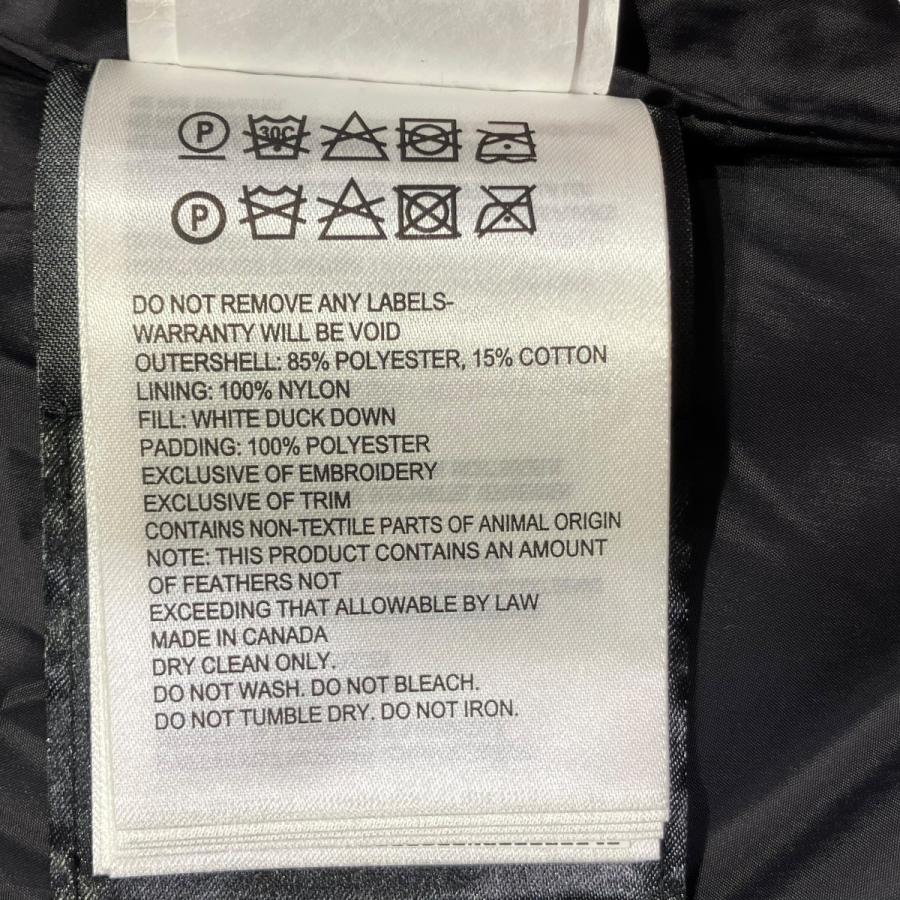 P 30C
P
DO NOT REMOVE ANY LABELS-
WARRANTY WILL BE VOID
OUTERSHELL: 85% POLYESTER, 15% COTTON
LINING: 100% NYLON
FILL: WHITE DUCK DOWN
PADDING: 100% POLYESTER
EXCLUSIVE OF EMBROIDERY
EXCLUSIVE OF TRIM
CONTAINS NON-TEXTILE PARTS OF ANIMAL ORIGIN
NOTE: THIS PRODUCT CONTAINS AN AMOUNT
OF FEATHERS NOT
EXCEEDING THAT ALLOWABLE BY LAW
MADE IN CANADA
DRY CLEAN ONLY.
DO NOT WASH. DO NOT BLEACH.
DO NOT TUMBLE DRY. DO NOT IRON.